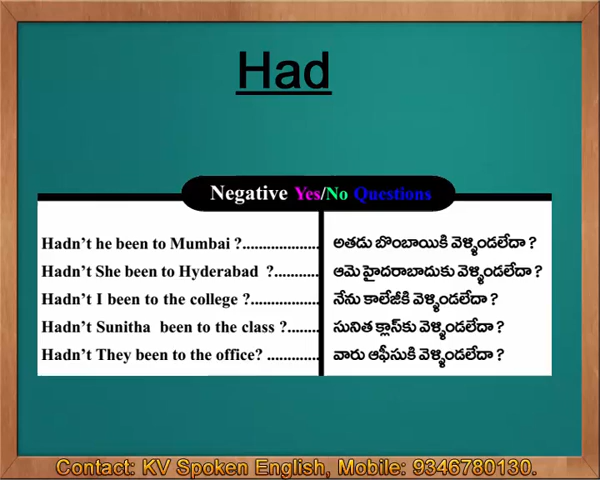 Had
Negative Yes/No Questions
Hadn't he been to Mumbai ?................... అతడు బొంబాయికి వెళ్ళిండలేదా ?
Hadn't She been to Hyderabad ?........... ఆమె హైదరాబాదుకు వెళ్ళిండలేదా ?
Hadn't I been to the college ?................. నేను కాలేజీకి వెళ్ళిండలేదా ?
Hadn't Sunitha been to the class ?........ సునిత క్లాస్‌కు వెళ్ళిండలేదా ?
Hadn't They been to the office? ............. వారు ఆఫీసుకి వెళ్ళిండలేదా ?
Contact: KV Spoken English, Mobile: 9346780130.